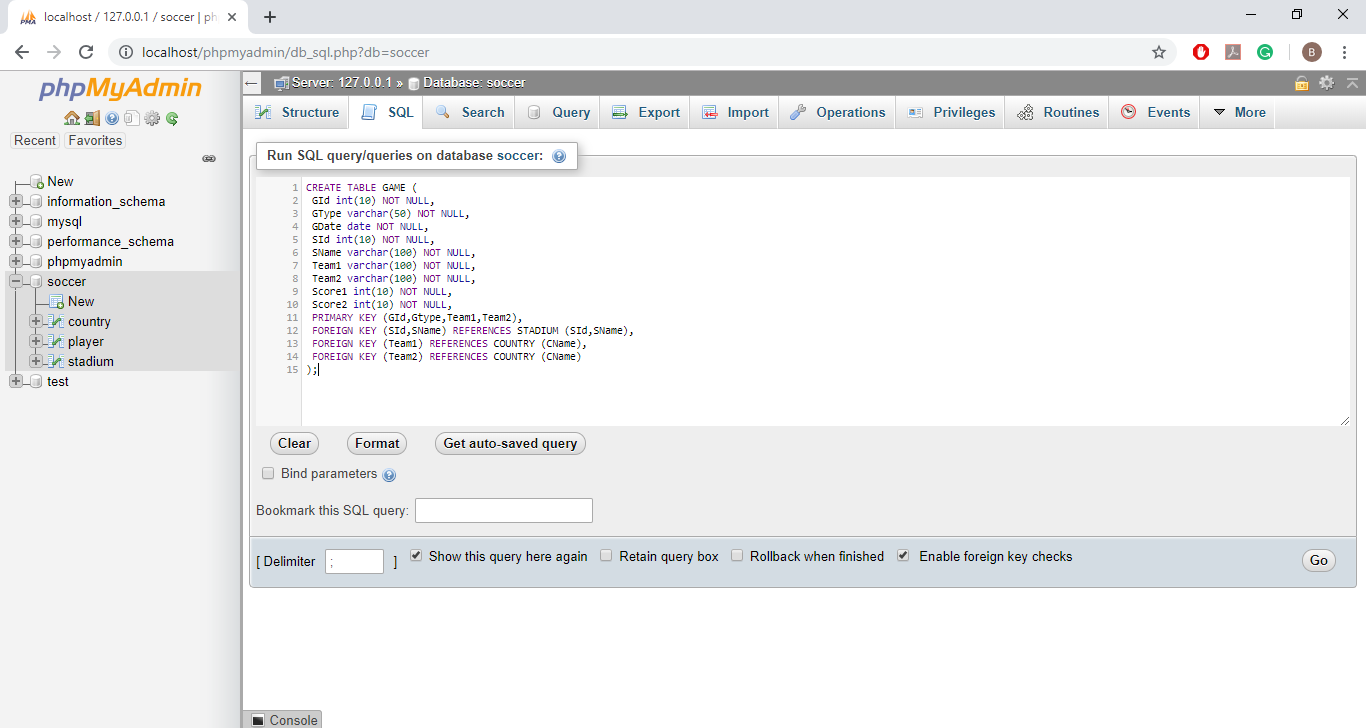 localhost / 127.0.0.1 / soccer | ph
localhost/phpmyadmin/db_sql.php?db=soccer
B
phpMyAdmin
Recent
Favorites
New
information_schema
mysql
performance_schema
phpmyadmin
soccer
New
country
player
stadium
test
Server: 127.0.0.1 » Database: soccer
Structure
SQL
Search
Query
Export
Import
Operations
Privileges
Routines
Events
More
Run SQL query/queries on database soccer:
1 CREATE TABLE GAME (
2 GId int(10) NOT NULL,
3 GType varchar(50) NOT NULL,
4 GDate date NOT NULL,
5 SId int(10) NOT NULL,
6 SName varchar(100) NOT NULL,
7 Team1 varchar(100) NOT NULL,
8 Team2 varchar(100) NOT NULL,
9 Score1 int(10) NOT NULL,
10 Score2 int(10) NOT NULL,
11 PRIMARY KEY (GId,Gtype,Team1,Team2),
12 FOREIGN KEY (SId,SName) REFERENCES STADIUM (SId,SName),
13 FOREIGN KEY (Team1) REFERENCES COUNTRY (CName),
14 FOREIGN KEY (Team2) REFERENCES COUNTRY (CName)
15 );
Clear
Format
Get auto-saved query
Bind parameters
Bookmark this SQL query:
[ Delimiter ; ] Show this query here again Retain query box Rollback when finished Enable foreign key checks
Go
Console